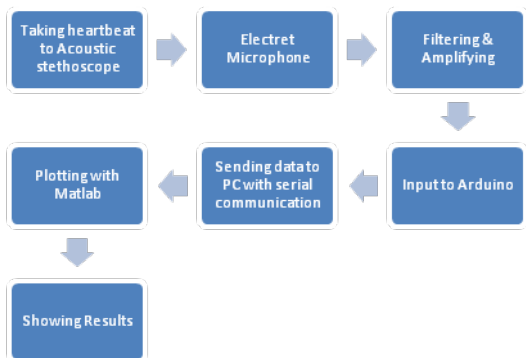 Taking heartbeat
to Acoustic
stethoscope
Electret
Microphone
Filtering &
Amplifying
Input to Arduino
Sending data to
PC with serial
communication
Plotting with
Matlab
Showing Results